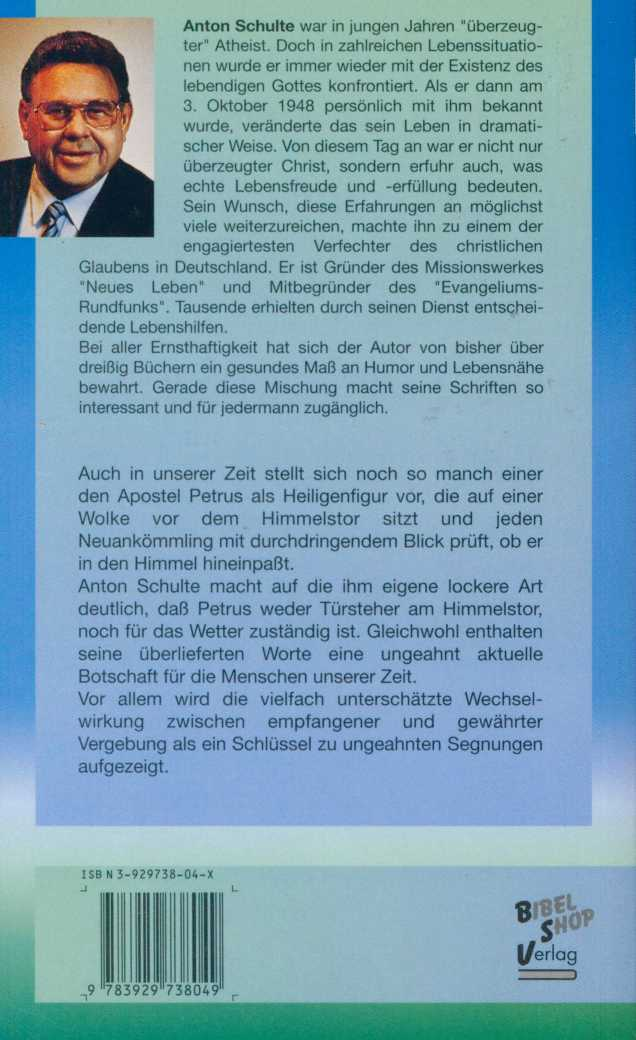 Anton Schulte war in jungen Jahren "überzeug-
ter" Atheist. Doch in zahlreichen Lebenssituatio-
nen wurde er immer wieder mit der Existenz des
lebendigen Gottes konfrontiert. Als er dann am
3. Oktober 1948 persönlich mit ihm bekannt
wurde, veränderte das sein Leben in dramati-
scher Weise. Von diesem Tag an war er nicht nur
überzeugter Christ, sondern erfuhr auch, was
echte Lebensfreude und -erfüllung bedeuten.
Sein Wunsch, diese Erfahrungen an möglichst
viele weiterzureichen, machte ihn zu einem der
engagiertesten Verfechter des christlichen
Glaubens in Deutschland. Er ist Gründer des Missionswerkes
"Neues Leben" und Mitbegründer des "Evangeliums-
Rundfunks". Tausende erhielten durch seinen Dienst entschei-
dende Lebenshilfen.
Bei aller Ernsthaftigkeit hat sich der Autor von bisher über
dreißig Büchern ein gesundes Maß an Humor und Lebensnähe
bewahrt. Gerade diese Mischung macht seine Schriften so
interessant und für jedermann zugänglich.
Auch in unserer Zeit stellt sich noch so manch einer
den Apostel Petrus als Heiligenfigur vor, die auf einer
Wolke vor dem Himmelstor sitzt und jeden
Neuankömmling mit durchdringendem Blick prüft, ob er
in den Himmel hineinpaßt.
Anton Schulte macht auf die ihm eigene lockere Art
deutlich, daß Petrus weder Türsteher am Himmelstor,
noch für das Wetter zuständig ist. Gleichwohl enthalten
seine überlieferten Worte eine ungeahnt aktuelle
Botschaft für die Menschen unserer Zeit.
Vor allem wird die vielfach unterschätzte Wechsel-
wirkung zwischen empfangener und gewährter
Vergebung als ein Schlüssel zu ungeahnten Segnungen
aufgezeigt.
ISBN 3-929738-04-X
9 783929 738049
BIBEL
SHOP
Verlag